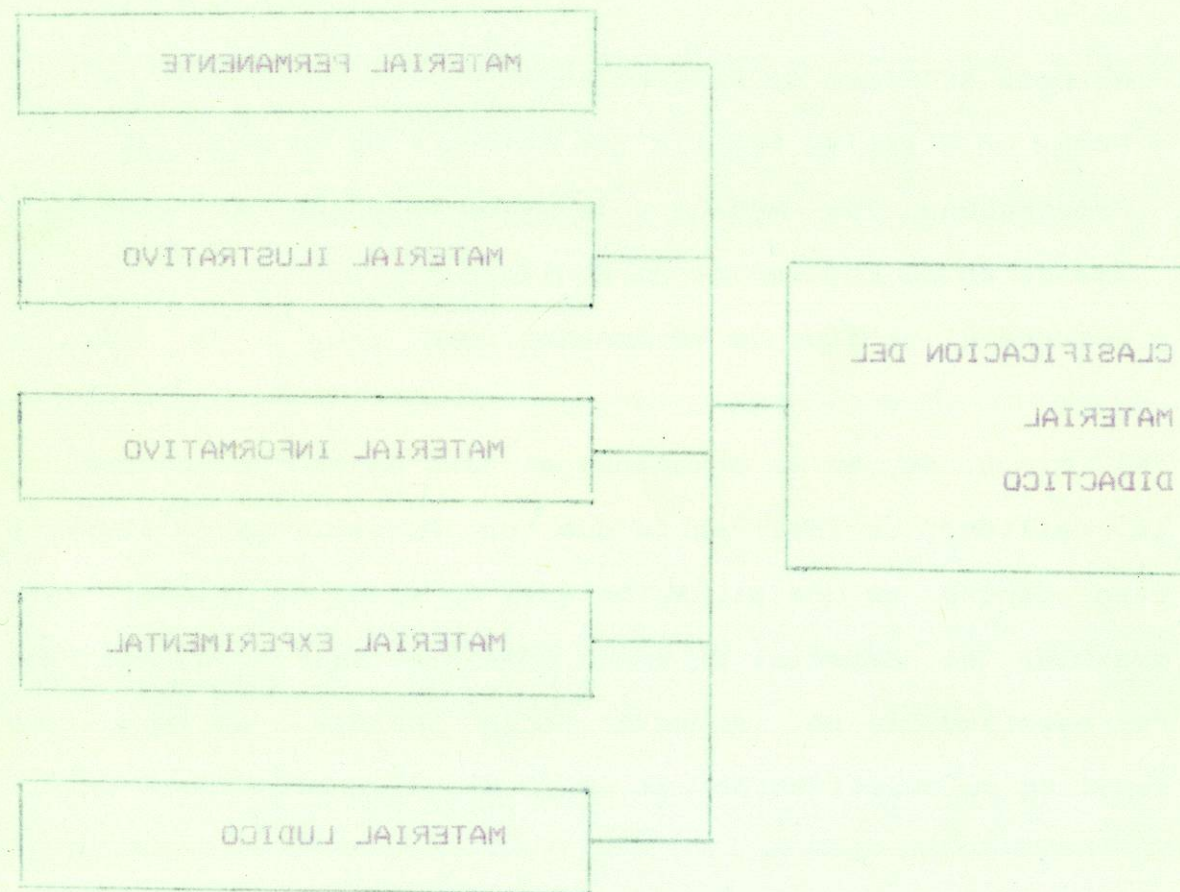 CLASIFICACION DEL
MATERIAL
DIDACTICO
MATERIAL PERMANENTE
MATERIAL ILUSTRATIVO
MATERIAL INFORMATIVO
MATERIAL EXPERIMENTAL
MATERIAL LUDICO